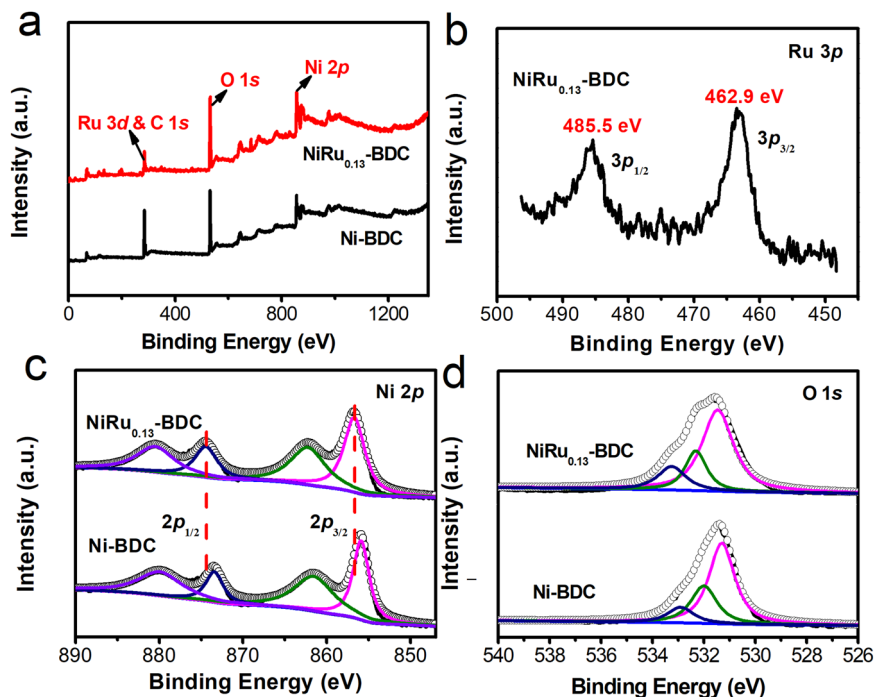 a
Ru 3d & C 1s
O 1s
Ni 2p
NiRu0.13-BDC
Ni-BDC
Intensity (a.u.)
0 400 800 1200
Binding Energy (eV)
b
Ru 3p
NiRu0.13-BDC
485.5 eV
462.9 eV
3p1/2
3p3/2
Intensity (a.u.)
500 490 480 470 460 450
Binding Energy (eV)
c
Ni 2p
NiRu0.13-BDC
2p1/2
2p3/2
Ni-BDC
Intensity (a.u.)
890 880 870 860 850
Binding Energy (eV)
d
O 1s
NiRu0.13-BDC
Ni-BDC
Intensity (a.u.)
540 538 536 534 532 530 528 526
Binding Energy (eV)